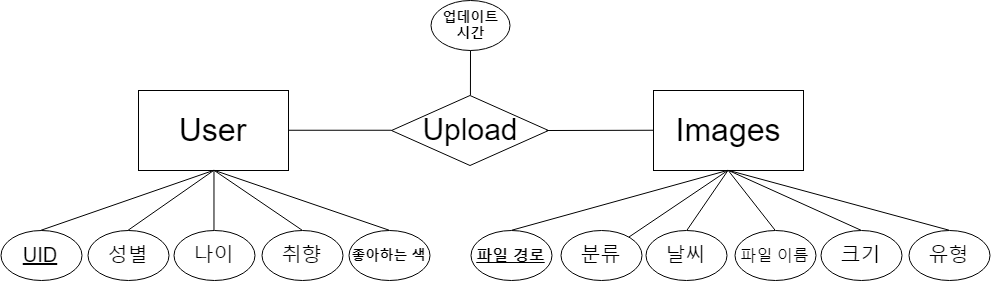 업데이트
시간
User
Upload
Images
UID
성별
나이
취향
좋아하는 색
파일 경로
분류
날씨
파일 이름
크기
유형